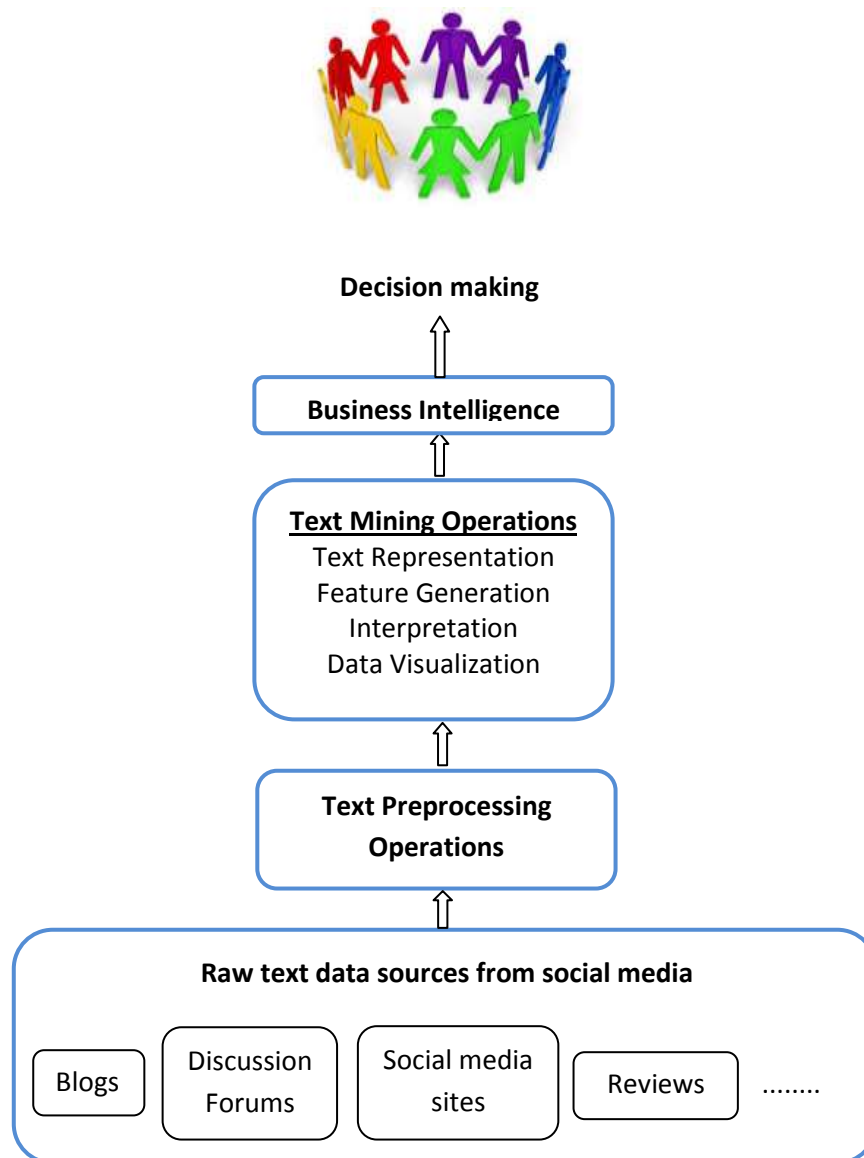 Decision making
Business Intelligence
Text Mining Operations
Text Representation
Feature Generation
Interpretation
Data Visualization
Text Preprocessing
Operations
Raw text data sources from social media
Blogs
Discussion
Forums
Social media
sites
Reviews
........